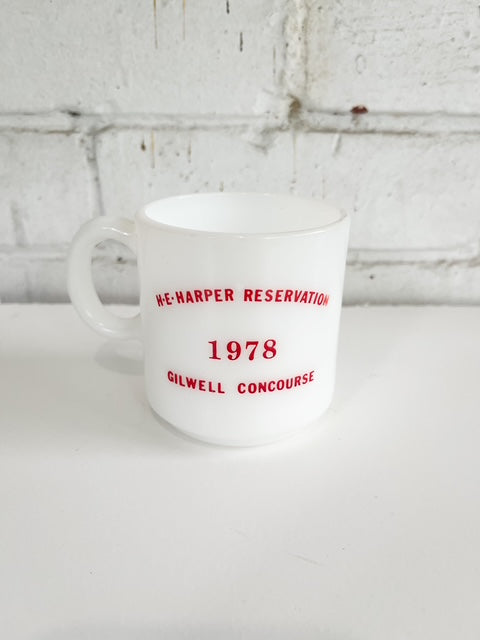 H·E·HARPER RESERVATION
1978
GILWELL CONCOURSE